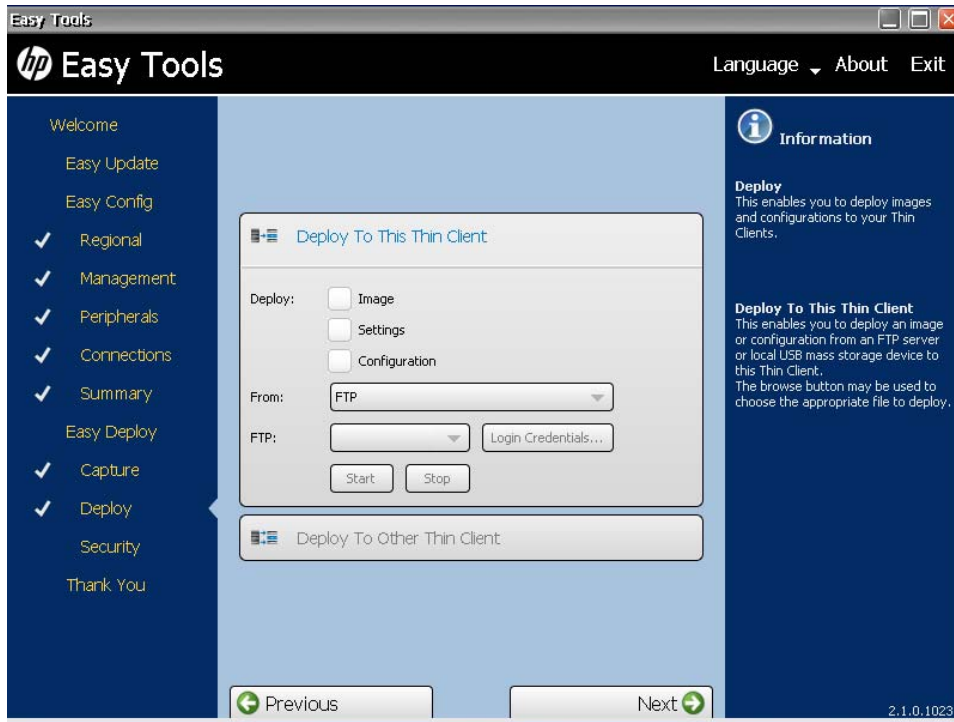 Easy Tools
hp Easy Tools
Language About Exit
Welcome
Easy Update
Easy Config
Regional
Management
Peripherals
Connections
Summary
Easy Deploy
Capture
Deploy
Security
Thank You
Deploy To This Thin Client
Deploy: Image
Settings
Configuration
From: FTP
FTP: Login Credentials...
Start Stop
Deploy To Other Thin Client
Previous Next
Information
Deploy
This enables you to deploy images
and configurations to your Thin
Clients.
Deploy To This Thin Client
This enables you to deploy an image
or configuration from an FTP server
or local USB mass storage device to
this Thin Client.
The browse button may be used to
choose the appropriate file to deploy.
2.1.0.1023